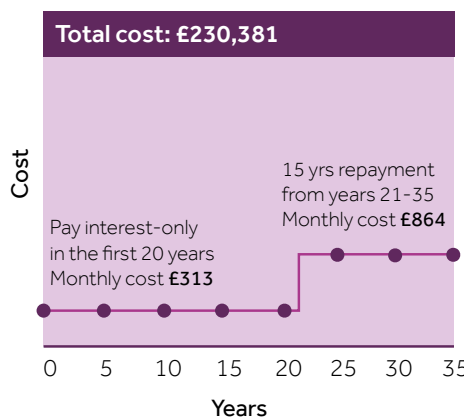 Total cost: £230,381
Cost
15 yrs repayment
from years 21-35
Monthly cost £864
Pay interest-only
in the first 20 years
Monthly cost £313
0 5 10 15 20 25 30 35
Years